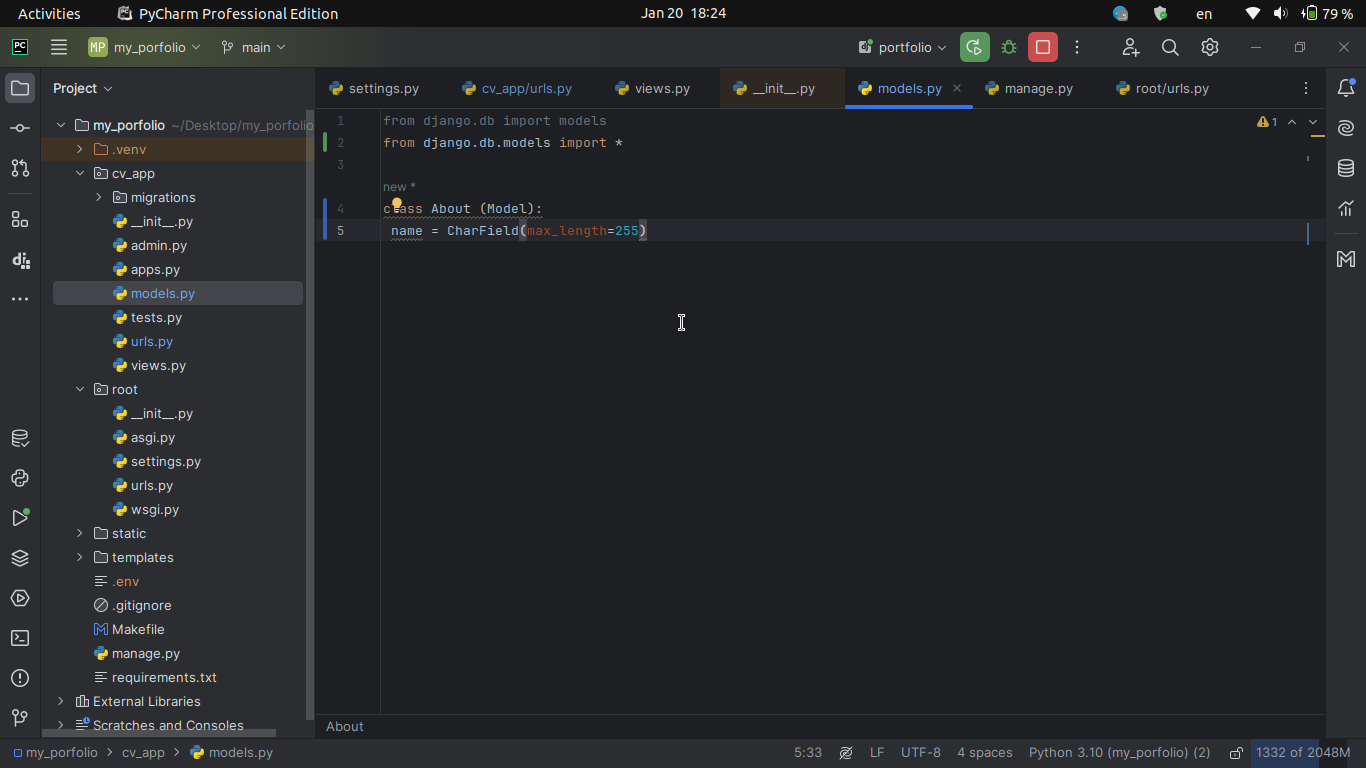 Activities PyCharm Professional Edition Jan 20 18:24 en 79 %
PC MP my_porfolio main portfolio
Project
settings.py cv_app/urls.py views.py __init__.py models.py manage.py root/urls.py
my_porfolio ~/Desktop/my_porfolio
.venv
cv_app
migrations
__init__.py
admin.py
apps.py
models.py
tests.py
urls.py
views.py
root
__init__.py
asgi.py
settings.py
urls.py
wsgi.py
static
templates
.env
.gitignore
Makefile
manage.py
requirements.txt
External Libraries
Scratches and Consoles
1 from django.db import models
2 from django.db.models import *
3
new *
4 class About (Model):
5 name = CharField(max_length=255)
1
About
my_porfolio cv_app models.py 5:33 LF UTF-8 4 spaces Python 3.10 (my_porfolio) (2) 1332 of 2048M